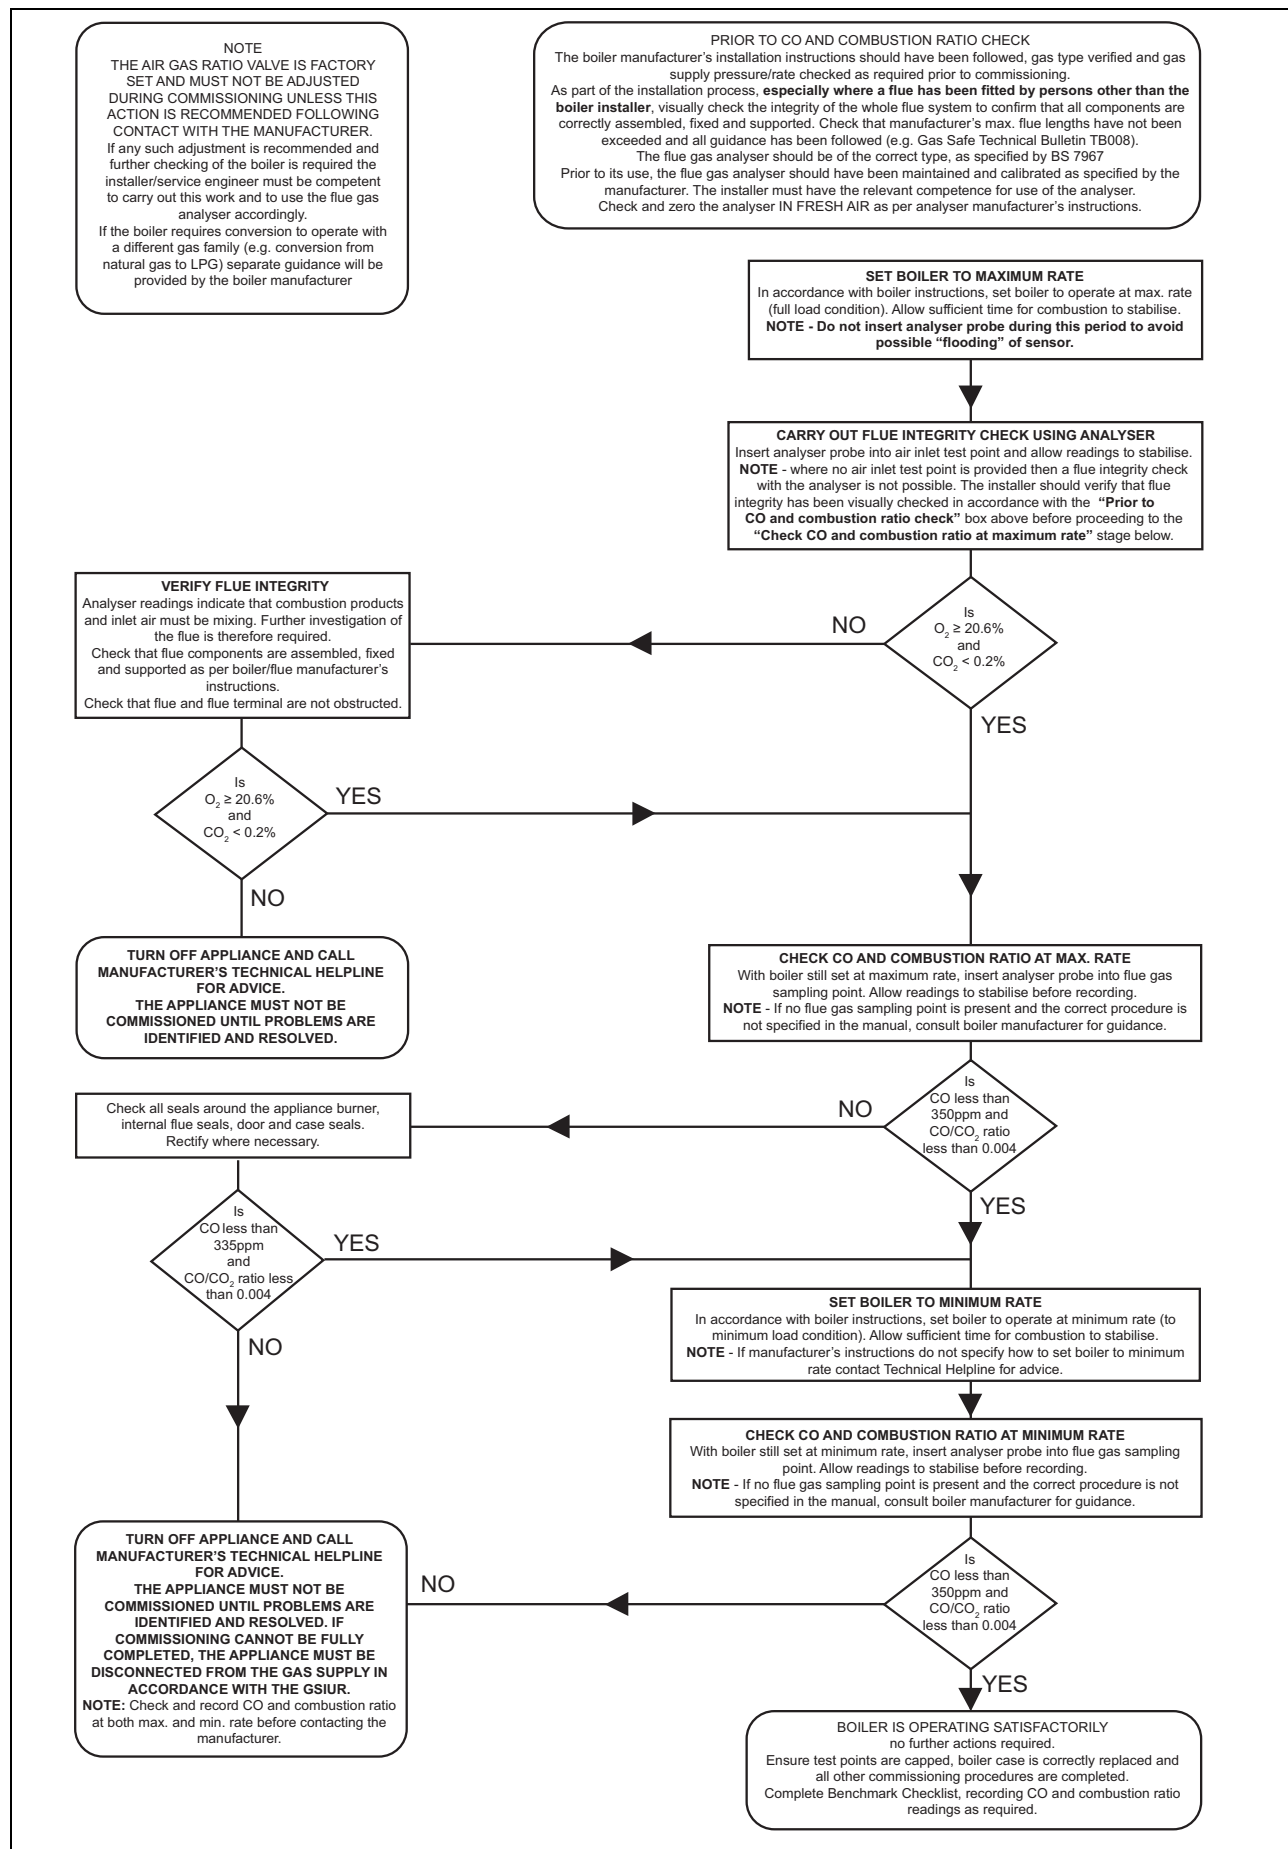 NOTE
THE AIR GAS RATIO VALVE IS FACTORY
SET AND MUST NOT BE ADJUSTED
DURING COMMISSIONING UNLESS THIS
ACTION IS RECOMMENDED FOLLOWING
CONTACT WITH THE MANUFACTURER.
If any such adjustment is recommended and
further checking of the boiler is required the
installer/service engineer must be competent
to carry out this work and to use the flue gas
analyser accordingly.
If the boiler requires conversion to operate with
a different gas family (e.g. conversion from
natural gas to LPG) separate guidance will be
provided by the boiler manufacturer
PRIOR TO CO AND COMBUSTION RATIO CHECK
The boiler manufacturer's installation instructions should have been followed, gas type verified and gas
supply pressure/rate checked as required prior to commissioning.
As part of the installation process, especially where a flue has been fitted by persons other than the
boiler installer, visually check the integrity of the whole flue system to confirm that all components are
correctly assembled, fixed and supported. Check that manufacturer's max. flue lengths have not been
exceeded and all guidance has been followed (e.g. Gas Safe Technical Bulletin TB008).
The flue gas analyser should be of the correct type, as specified by BS 7967
Prior to its use, the flue gas analyser should have been maintained and calibrated as specified by the
manufacturer. The installer must have the relevant competence for use of the analyser.
Check and zero the analyser IN FRESH AIR as per analyser manufacturer's instructions.
SET BOILER TO MAXIMUM RATE
In accordance with boiler instructions, set boiler to operate at max. rate
(full load condition). Allow sufficient time for combustion to stabilise.
NOTE - Do not insert analyser probe during this period to avoid
possible "flooding" of sensor.
CARRY OUT FLUE INTEGRITY CHECK USING ANALYSER
Insert analyser probe into air inlet test point and allow readings to stabilise.
NOTE - where no air inlet test point is provided then a flue integrity check
with the analyser is not possible. The installer should verify that flue
integrity has been visually checked in accordance with the "Prior to
CO and combustion ratio check" box above before proceeding to the
"Check CO and combustion ratio at maximum rate" stage below.
Is
O₂ ≥ 20.6%
and
CO₂ < 0.2%
NO
YES
VERIFY FLUE INTEGRITY
Analyser readings indicate that combustion products
and inlet air must be mixing. Further investigation of
the flue is therefore required.
Check that flue components are assembled, fixed
and supported as per boiler/flue manufacturer's
instructions.
Check that flue and flue terminal are not obstructed.
Is
O₂ ≥ 20.6%
and
CO₂ < 0.2%
YES
NO
TURN OFF APPLIANCE AND CALL
MANUFACTURER'S TECHNICAL HELPLINE
FOR ADVICE.
THE APPLIANCE MUST NOT BE
COMMISSIONED UNTIL PROBLEMS ARE
IDENTIFIED AND RESOLVED.
CHECK CO AND COMBUSTION RATIO AT MAX. RATE
With boiler still set at maximum rate, insert analyser probe into flue gas
sampling point. Allow readings to stabilise before recording.
NOTE - If no flue gas sampling point is present and the correct procedure is
not specified in the manual, consult boiler manufacturer for guidance.
Is
CO less than
350ppm and
CO/CO₂ ratio
less than 0.004
NO
YES
Check all seals around the appliance burner,
internal flue seals, door and case seals.
Rectify where necessary.
Is
CO less than
335ppm
and
CO/CO₂ ratio less
than 0.004
YES
NO
SET BOILER TO MINIMUM RATE
In accordance with boiler instructions, set boiler to operate at minimum rate (to
minimum load condition). Allow sufficient time for combustion to stabilise.
NOTE - If manufacturer's instructions do not specify how to set boiler to minimum
rate contact Technical Helpline for advice.
CHECK CO AND COMBUSTION RATIO AT MINIMUM RATE
With boiler still set at minimum rate, insert analyser probe into flue gas sampling
point. Allow readings to stabilise before recording.
NOTE - If no flue gas sampling point is present and the correct procedure is not
specified in the manual, consult boiler manufacturer for guidance.
Is
CO less than
350ppm and
CO/CO₂ ratio
less than 0.004
NO
YES
TURN OFF APPLIANCE AND CALL
MANUFACTURER'S TECHNICAL HELPLINE
FOR ADVICE.
THE APPLIANCE MUST NOT BE
COMMISSIONED UNTIL PROBLEMS ARE
IDENTIFIED AND RESOLVED. IF
COMMISSIONING CANNOT BE FULLY
COMPLETED, THE APPLIANCE MUST BE
DISCONNECTED FROM THE GAS SUPPLY IN
ACCORDANCE WITH THE GSIUR.
NOTE: Check and record CO and combustion ratio
at both max. and min. rate before contacting the
manufacturer.
BOILER IS OPERATING SATISFACTORILY
no further actions required.
Ensure test points are capped, boiler case is correctly replaced and
all other commissioning procedures are completed.
Complete Benchmark Checklist, recording CO and combustion ratio
readings as required.